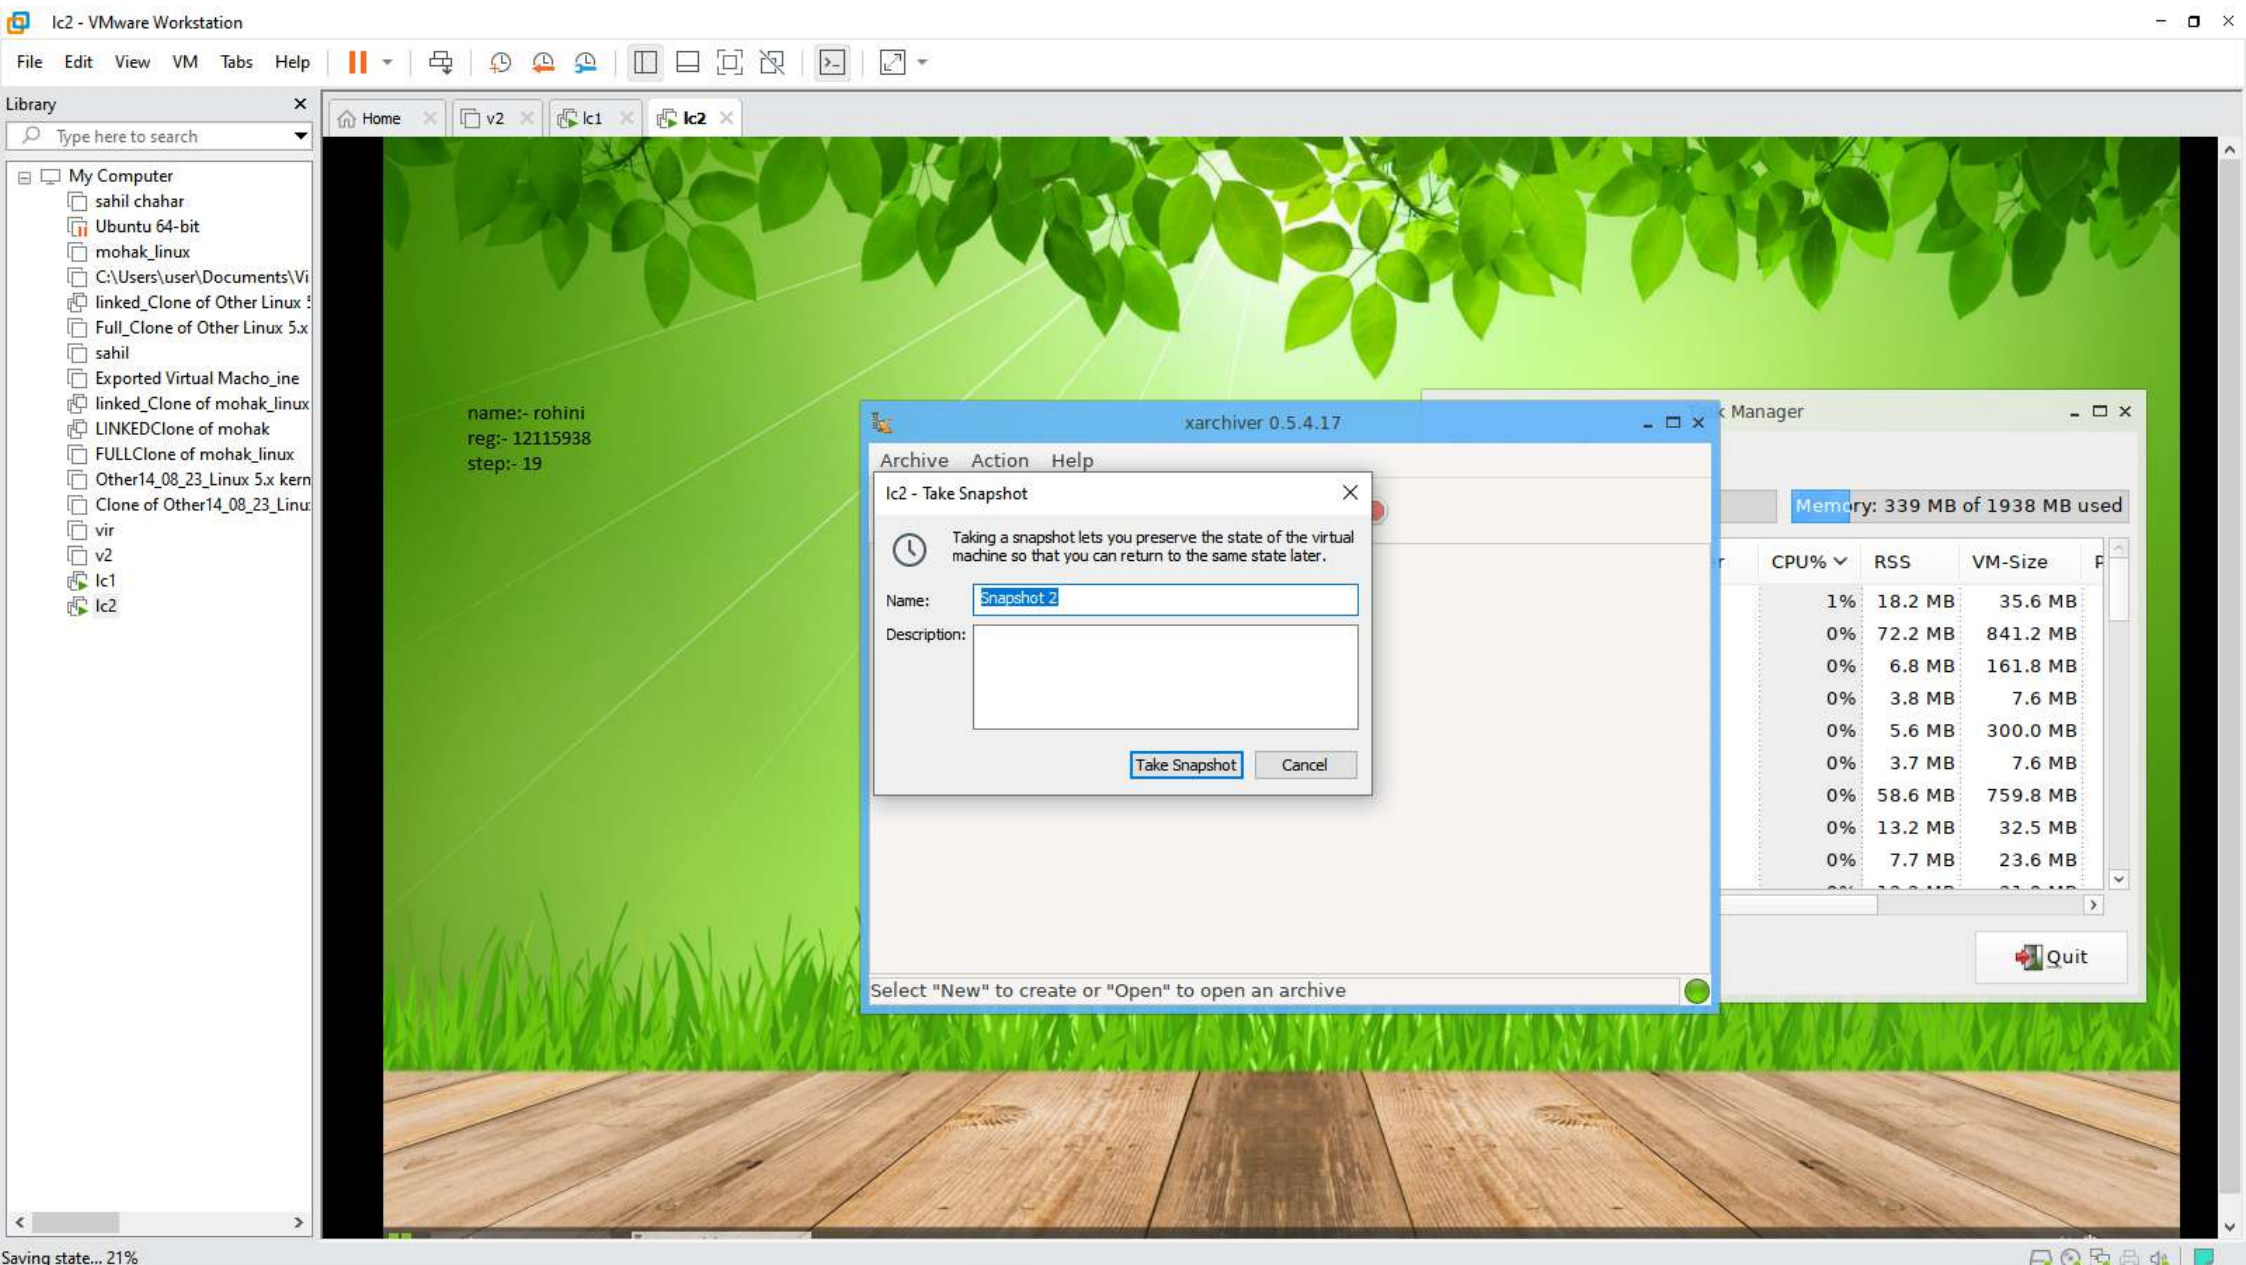 lc2 - VMware Workstation
File Edit View VM Tabs Help
Library
Type here to search
Home
v2
lc1
lc2
My Computer
sahil chahar
Ubuntu 64-bit
mohak_linux
C:\Users\user\Documents\Vi
linked_Clone of Other Linux 5
Full_Clone of Other Linux 5.x
sahil
Exported Virtual Macho_ine
linked_Clone of mohak_linux
LINKEDClone of mohak
FULLClone of mohak_linux
Other14_08_23_Linux 5.x kern
Clone of Other14_08_23_Linu
vir
v2
lc1
lc2
name:- rohini
reg:- 12115938
step:- 19
xarchiver 0.5.4.17
Archive Action Help
lc2 - Take Snapshot
Taking a snapshot lets you preserve the state of the virtual
machine so that you can return to the same state later.
Name: Snapshot 2
Description:
Take Snapshot Cancel
Select "New" to create or "Open" to open an archive
k Manager
Memory: 339 MB of 1938 MB used
r CPU% RSS VM-Size P
1% 18.2 MB 35.6 MB
0% 72.2 MB 841.2 MB
0% 6.8 MB 161.8 MB
0% 3.8 MB 7.6 MB
0% 5.6 MB 300.0 MB
0% 3.7 MB 7.6 MB
0% 58.6 MB 759.8 MB
0% 13.2 MB 32.5 MB
0% 7.7 MB 23.6 MB
Quit
Saving state... 21%